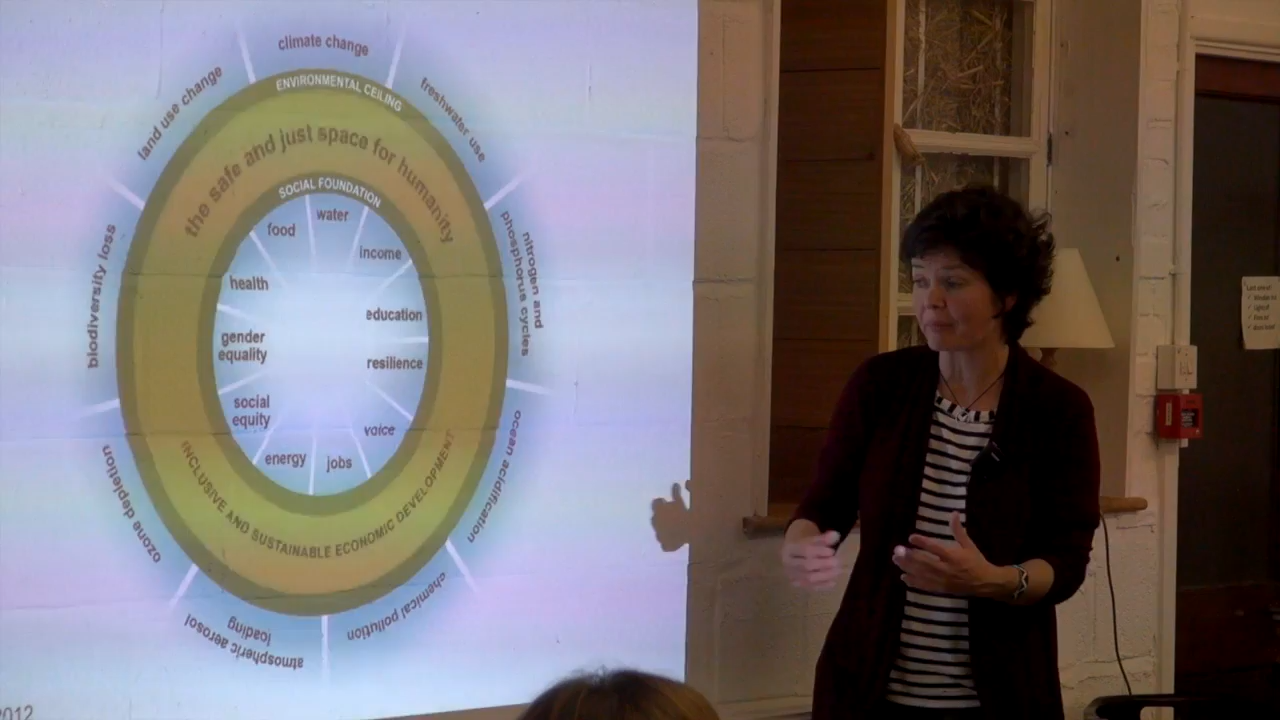 climate change
freshwater use
nitrogen and
phosphorus cycles
ocean acidification
chemical pollution
atmospheric aerosol
loading
ozone depletion
biodiversity loss
land use change
ENVIRONMENTAL CEILING
the safe and just space for humanity
SOCIAL FOUNDATION
water
income
education
resilience
voice
jobs
energy
social
equity
gender
equality
health
food
INCLUSIVE AND SUSTAINABLE ECONOMIC DEVELOPMENT
2012